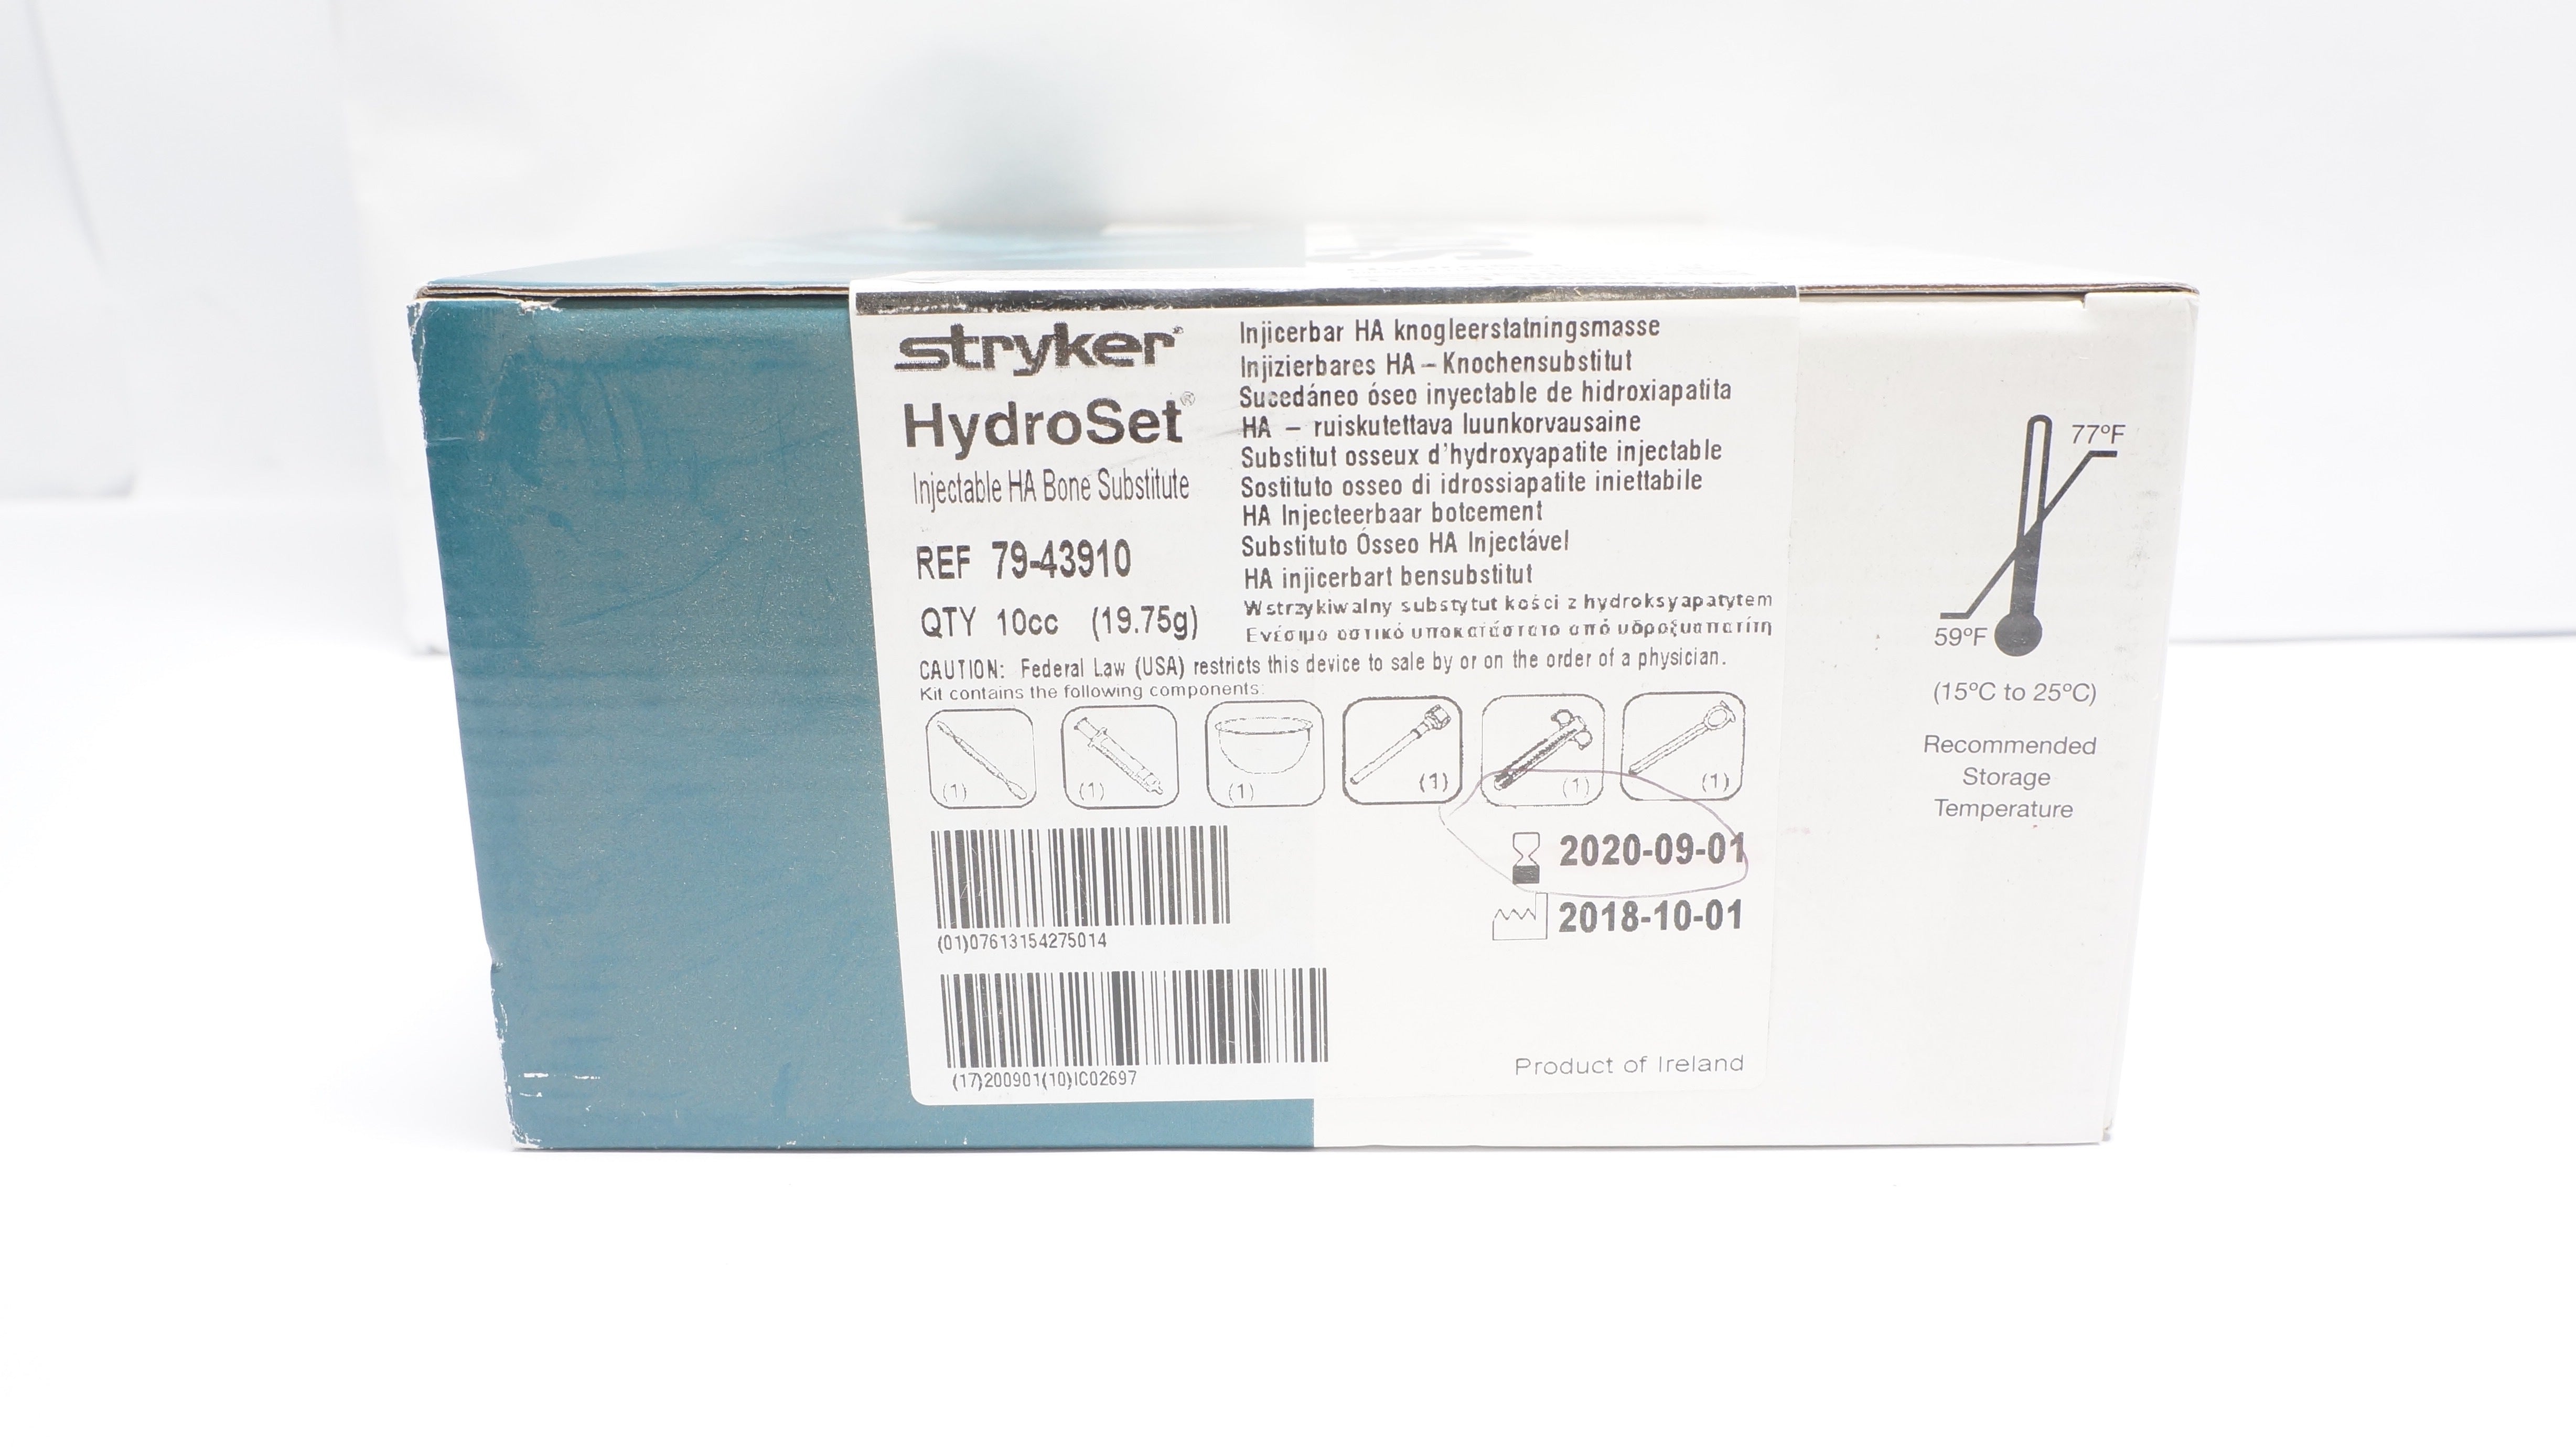 stryker®
HydroSet®
Injectable HA Bone Substitute
REF 79-43910
QTY 10cc (19.75g)
Injicerbar HA knogleerstatningsmasse
Injizierbares HA – Knochensubstitut
Sucedáneo óseo inyectable de hidroxiapatita
HA – ruiskutettava luunkorvausaine
Substitut osseux d'hydroxyapatite injectable
Sostituto osseo di idrossiapatite iniettabile
HA Injecteerbaar botcement
Substituto Ósseo HA Injectável
HA injicerbart bensubstitut
Wstrzykiwalny substytut kości z hydroksyapatytem
Ενέσιμο οστικό υποκατάστατο από υδροξυαπατίτη
CAUTION: Federal Law (USA) restricts this device to sale by or on the order of a physician.
Kit contains the following components:
(1) (1) (1) (1) (1) (1)
2020-09-01
2018-10-01
(01)07613154275014
(17)200901(10)IC02697
Product of Ireland
77°F
59°F
(15°C to 25°C)
Recommended
Storage
Temperature